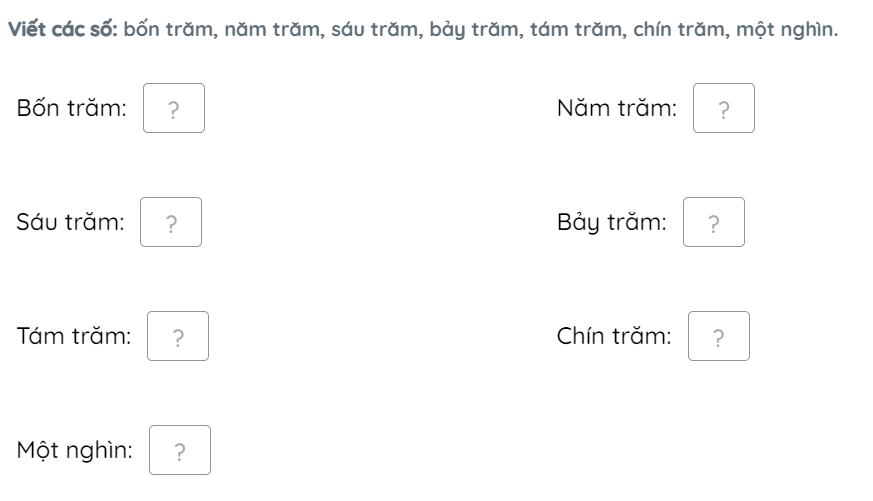 Viết các số: bốn trăm, năm trăm, sáu trăm, bảy trăm, tám trăm, chín trăm, một nghìn.
Bốn trăm: ? Năm trăm: ?
Sáu trăm: ? Bảy trăm: ?
Tám trăm: ? Chín trăm: ?
Một nghìn: ?